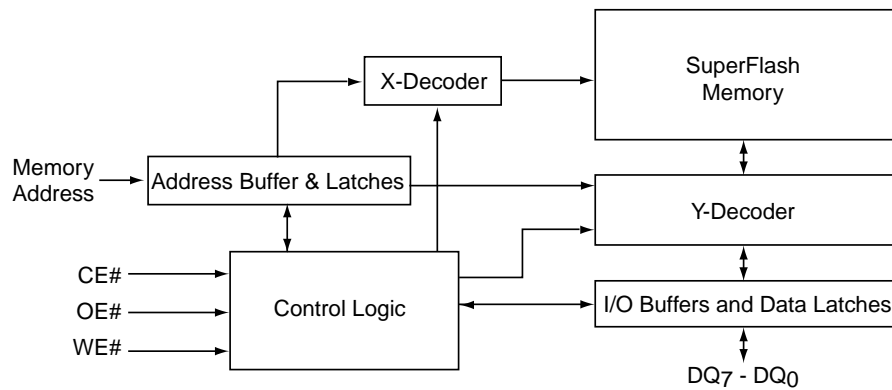 X-Decoder
SuperFlash
Memory
Memory
Address
Address Buffer & Latches
Y-Decoder
CE#
OE#
WE#
Control Logic
I/O Buffers and Data Latches
DQ7 - DQ0